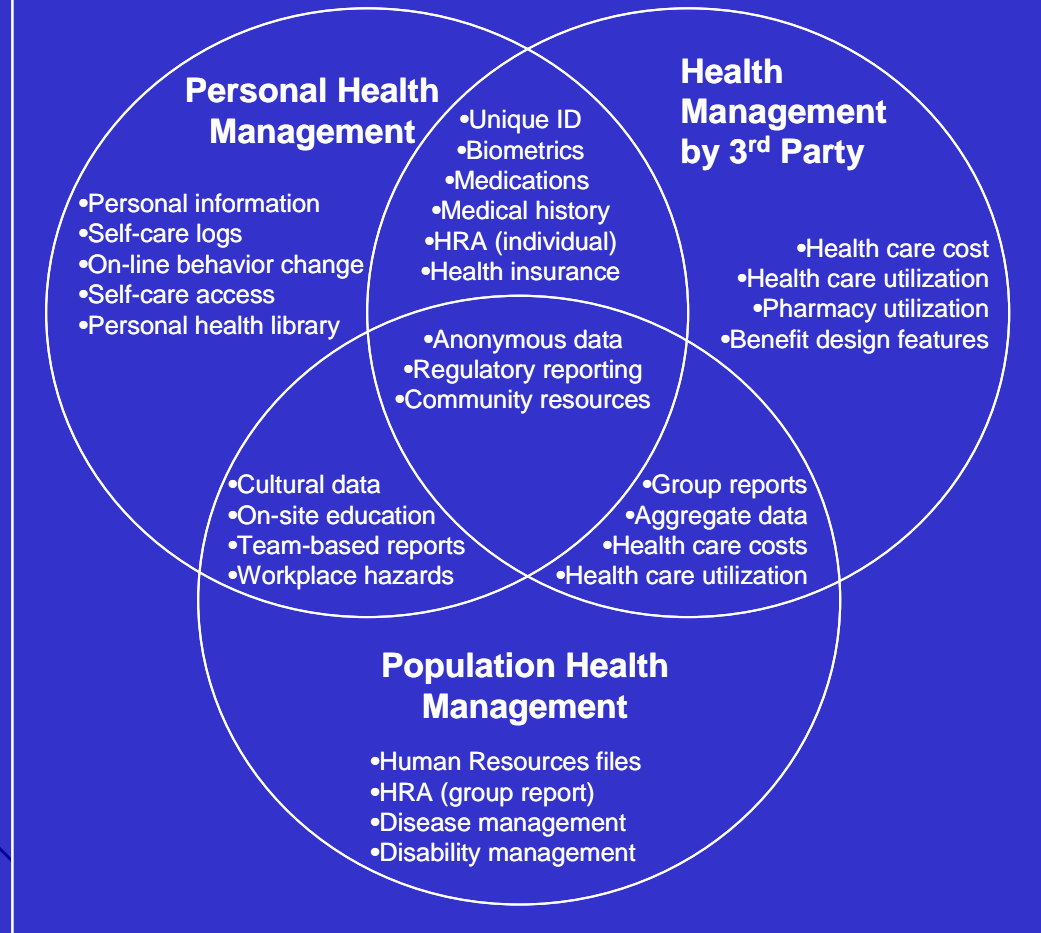 Personal Health
Management
Health
Management
by 3rd Party
•Unique ID
•Biometrics
•Medications
•Medical history
•HRA (individual)
•Health insurance
•Personal information
•Self-care logs
•On-line behavior change
•Self-care access
•Personal health library
•Health care cost
•Health care utilization
•Pharmacy utilization
•Benefit design features
•Anonymous data
•Regulatory reporting
•Community resources
•Cultural data
•On-site education
•Team-based reports
•Workplace hazards
•Group reports
•Aggregate data
•Health care costs
•Health care utilization
Population Health
Management
•Human Resources files
•HRA (group report)
•Disease management
•Disability management